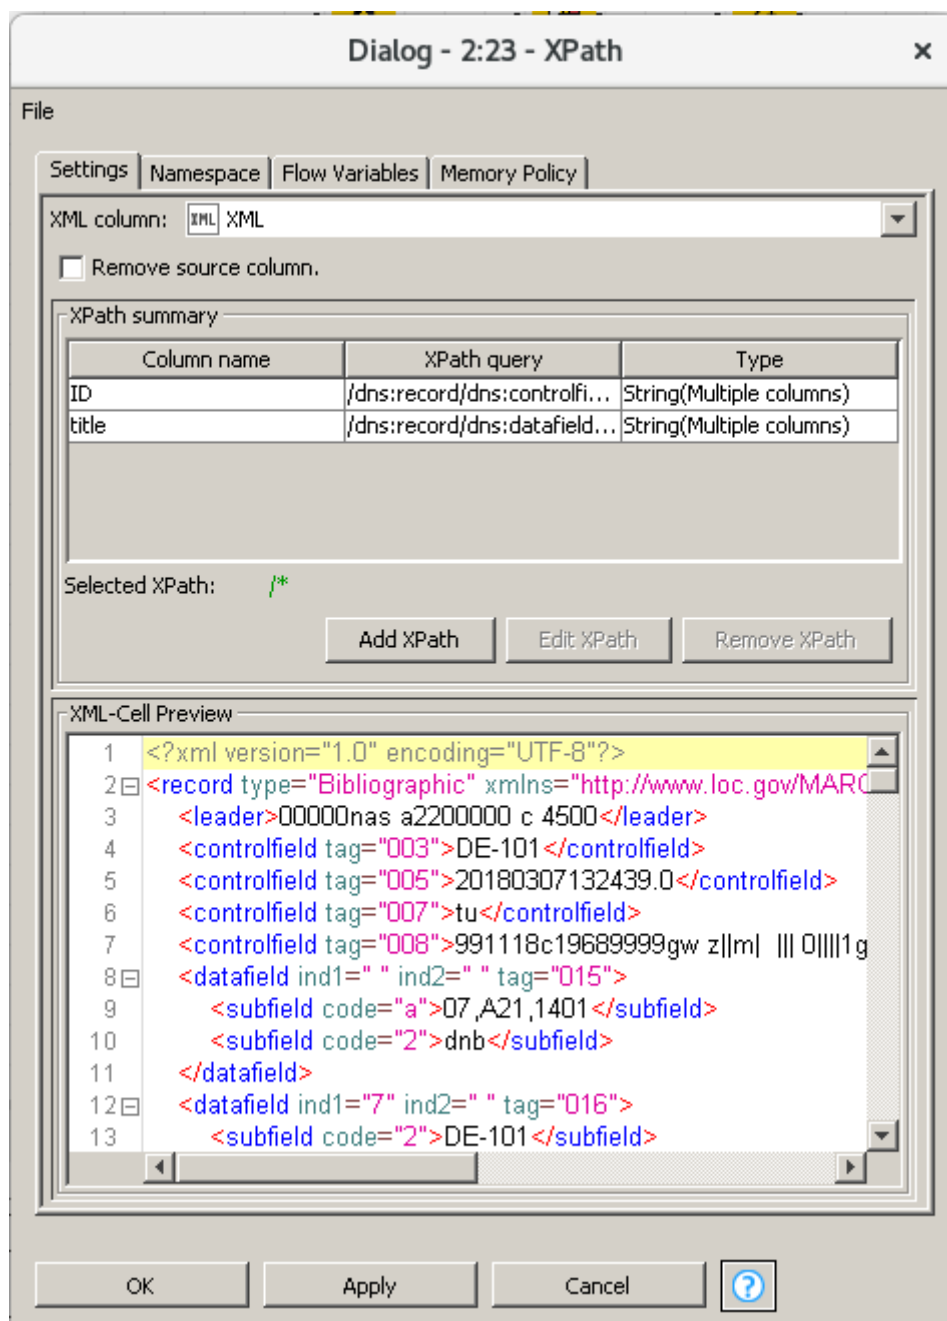 Dialog - 2:23 - XPath ×
File
Settings Namespace Flow Variables Memory Policy
XML column: XML XML
Remove source column.
XPath summary
Column name XPath query Type
ID /dns:record/dns:controlfi... String(Multiple columns)
title /dns:record/dns:datafield... String(Multiple columns)
Selected XPath: /*
Add XPath Edit XPath Remove XPath
XML-Cell Preview
1 <?xml version="1.0" encoding="UTF-8"?>
2 <record type="Bibliographic" xmlns="http://www.loc.gov/MARC
3 <leader>00000nas a2200000 c 4500</leader>
4 <controlfield tag="003">DE-101</controlfield>
5 <controlfield tag="005">20180307132439.0</controlfield>
6 <controlfield tag="007">tu</controlfield>
7 <controlfield tag="008">991118c19689999gw z||m| ||| 0||||1g
8 <datafield ind1=" " ind2=" " tag="015">
9 <subfield code="a">07,A21,1401</subfield>
10 <subfield code="2">dnb</subfield>
11 </datafield>
12 <datafield ind1="7" ind2=" " tag="016">
13 <subfield code="2">DE-101</subfield>
OK Apply Cancel ?